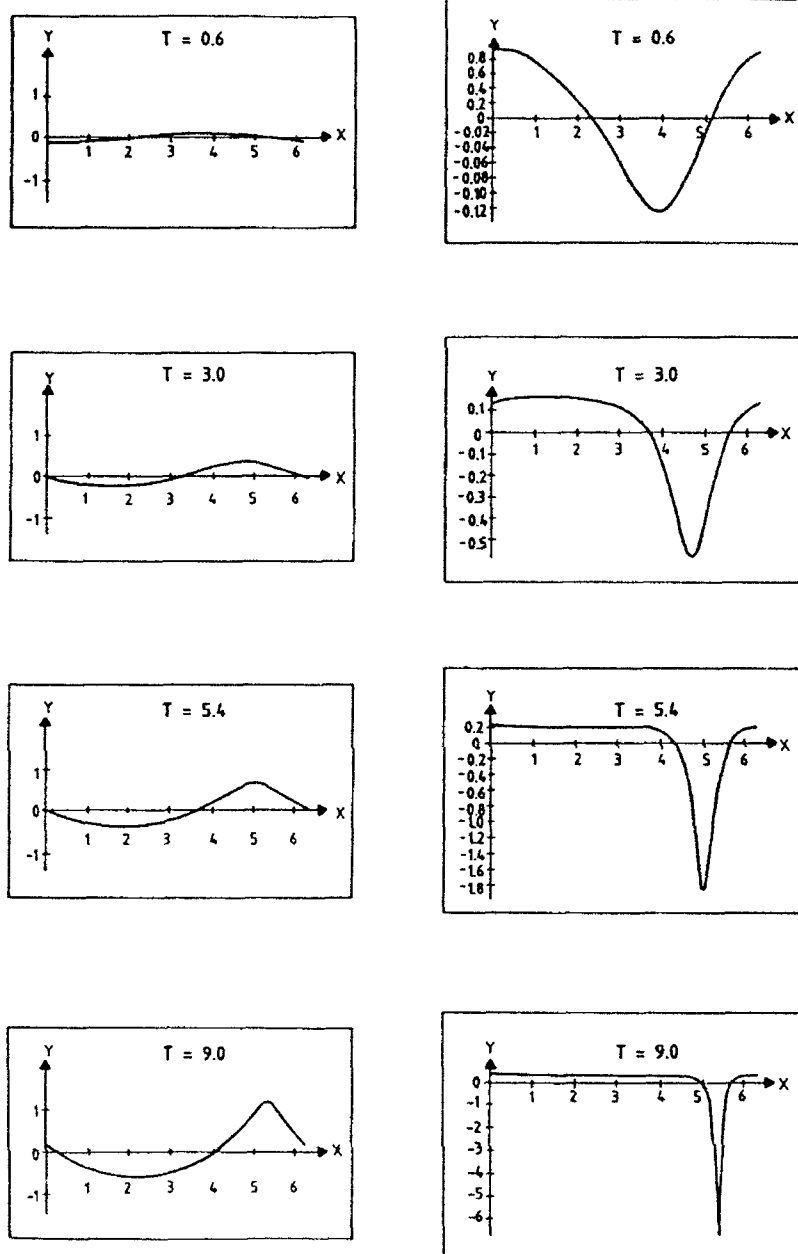 Y T = 0.6
1
0 X
1 2 3 4 5 6
-1
Y T = 0.6
0.8
0.6
0.4
0.2
0 X
1 2 3 4 5 6
-0.02
-0.04
-0.06
-0.08
-0.10
-0.12
Y T = 3.0
1
0 X
1 2 3 4 5 6
-1
Y T = 3.0
0.1
0 X
1 2 3 4 5 6
-0.1
-0.2
-0.3
-0.4
-0.5
Y T = 5.4
1
0 X
1 2 3 4 5 6
-1
Y T = 5.4
0.2
0 X
1 2 3 4 5 6
-0.2
-0.4
-0.6
-0.8
-1.0
-1.2
-1.4
-1.6
-1.8
Y T = 9.0
1
0 X
1 2 3 4 5 6
-1
Y T = 9.0
0 X
1 2 3 4 5 6
-1
-2
-3
-4
-5
-6